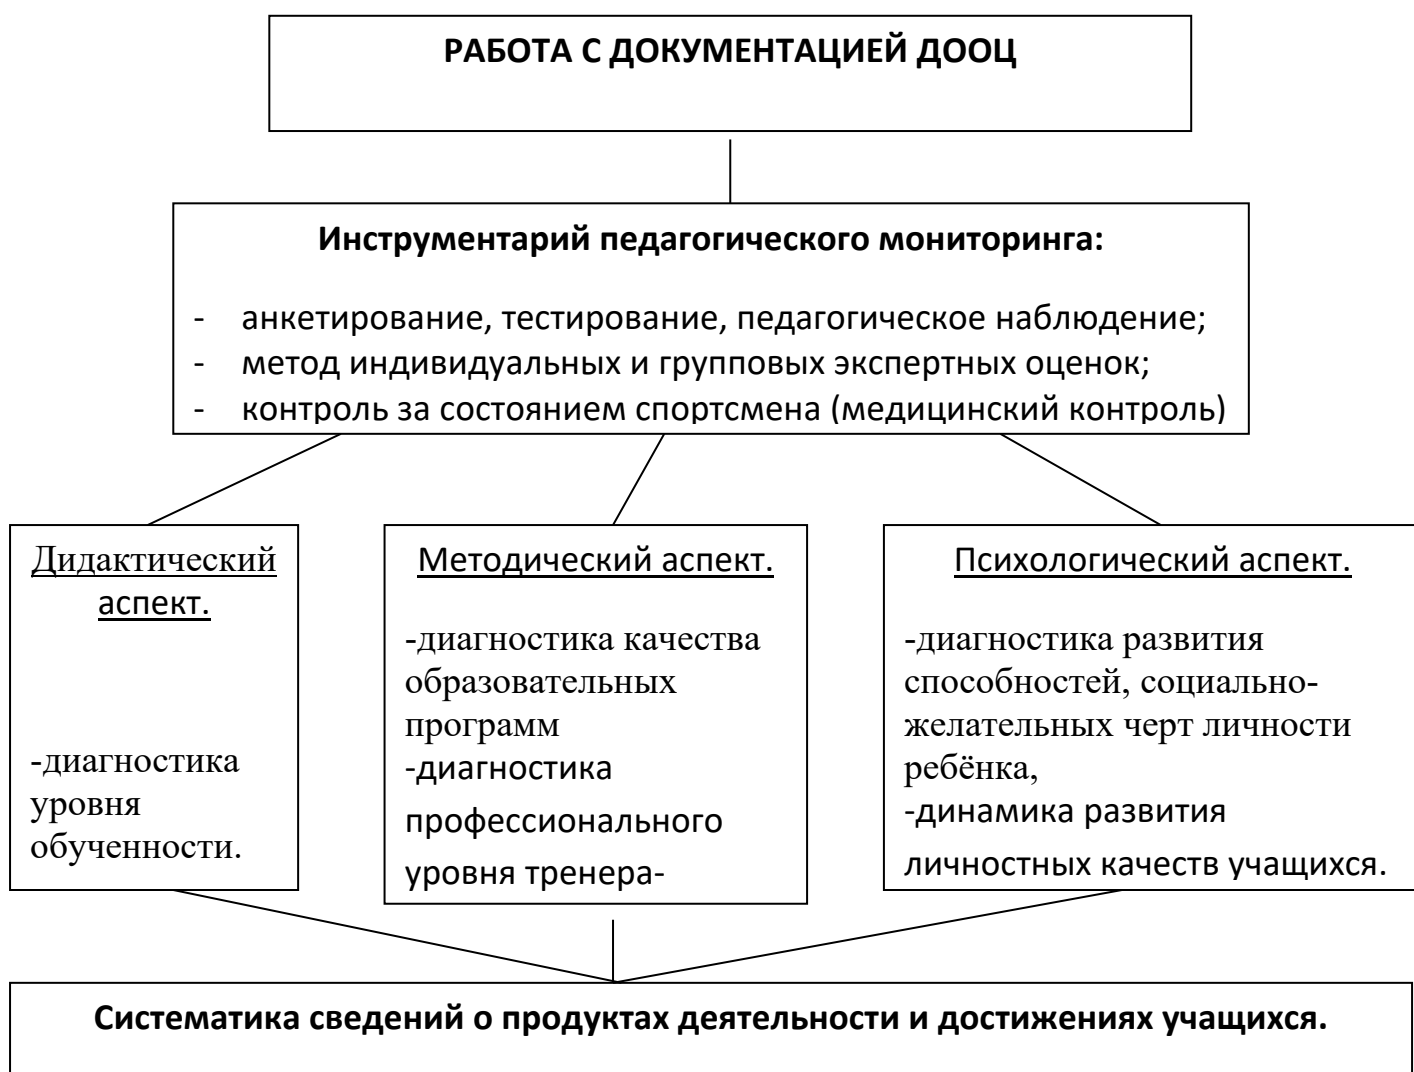 РАБОТА С ДОКУМЕНТАЦИЕЙ ДООЦ
Инструментарий педагогического мониторинга:
- анкетирование, тестирование, педагогическое наблюдение;
- метод индивидуальных и групповых экспертных оценок;
- контроль за состоянием спортсмена (медицинский контроль)
Дидактический
аспект.
-диагностика
уровня
обученности.
Методический аспект.
-диагностика качества
образовательных
программ
-диагностика
профессионального
уровня тренера-
Психологический аспект.
-диагностика развития
способностей, социально-
желательных черт личности
ребёнка,
-динамика развития
личностных качеств учащихся.
Систематика сведений о продуктах деятельности и достижениях учащихся.